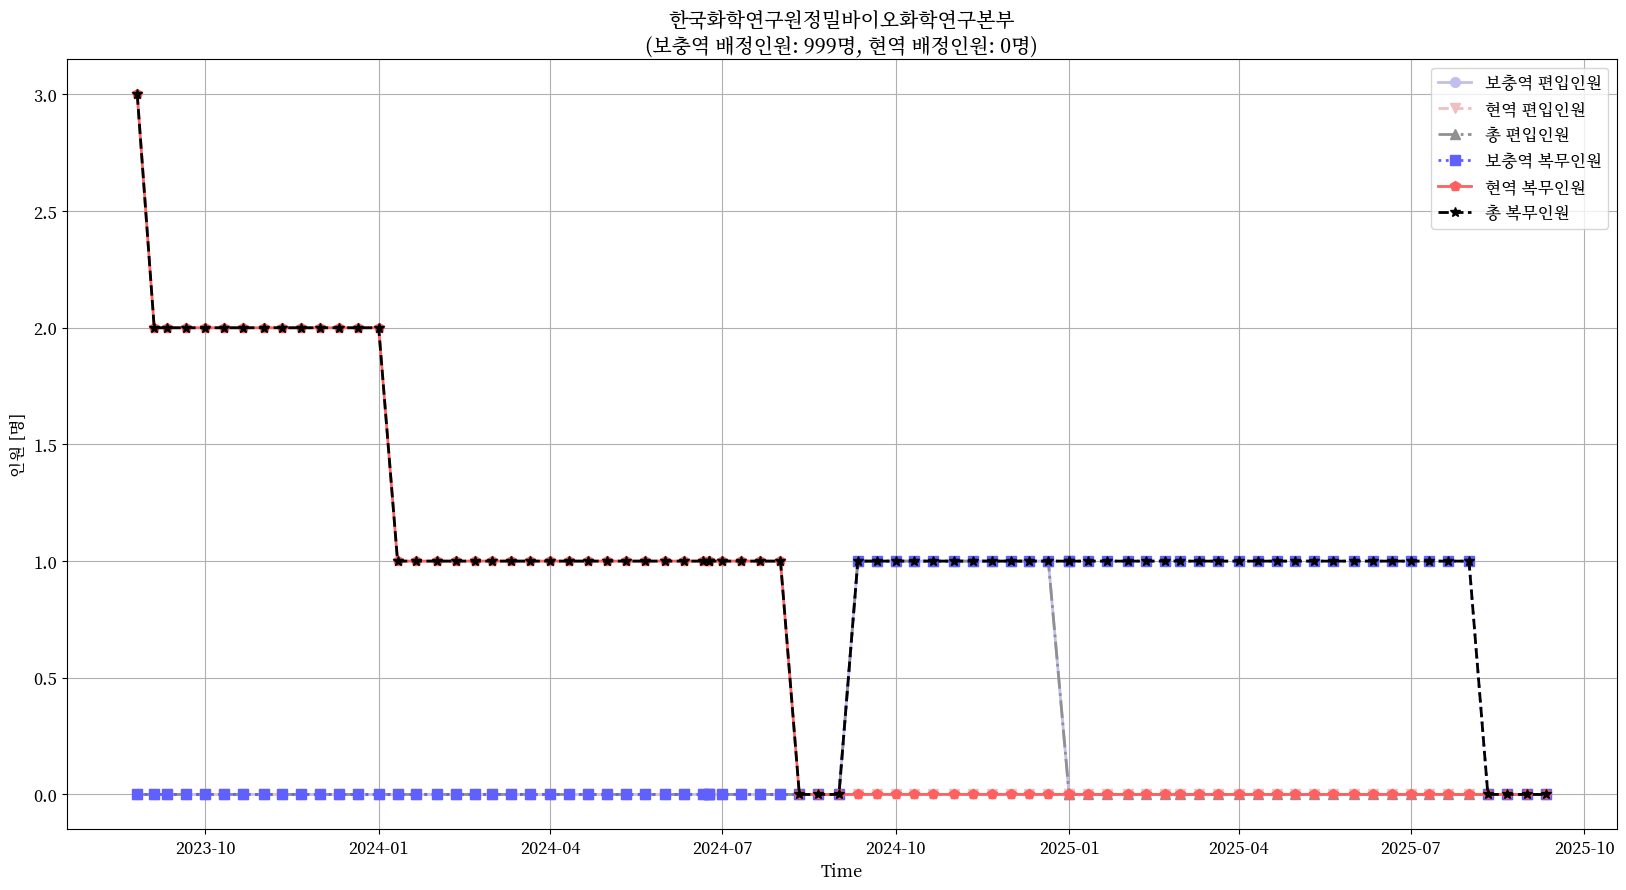 한국화학연구원정밀바이오화학연구본부
(보충역 배정인원: 999명, 현역 배정인원: 0명)
보충역 편입인원
현역 편입인원
총 편입인원
보충역 복무인원
현역 복무인원
총 복무인원
인원 [명]
3.0
2.5
2.0
1.5
1.0
0.5
0.0
2023-10
2024-01
2024-04
2024-07
2024-10
2025-01
2025-04
2025-07
2025-10
Time